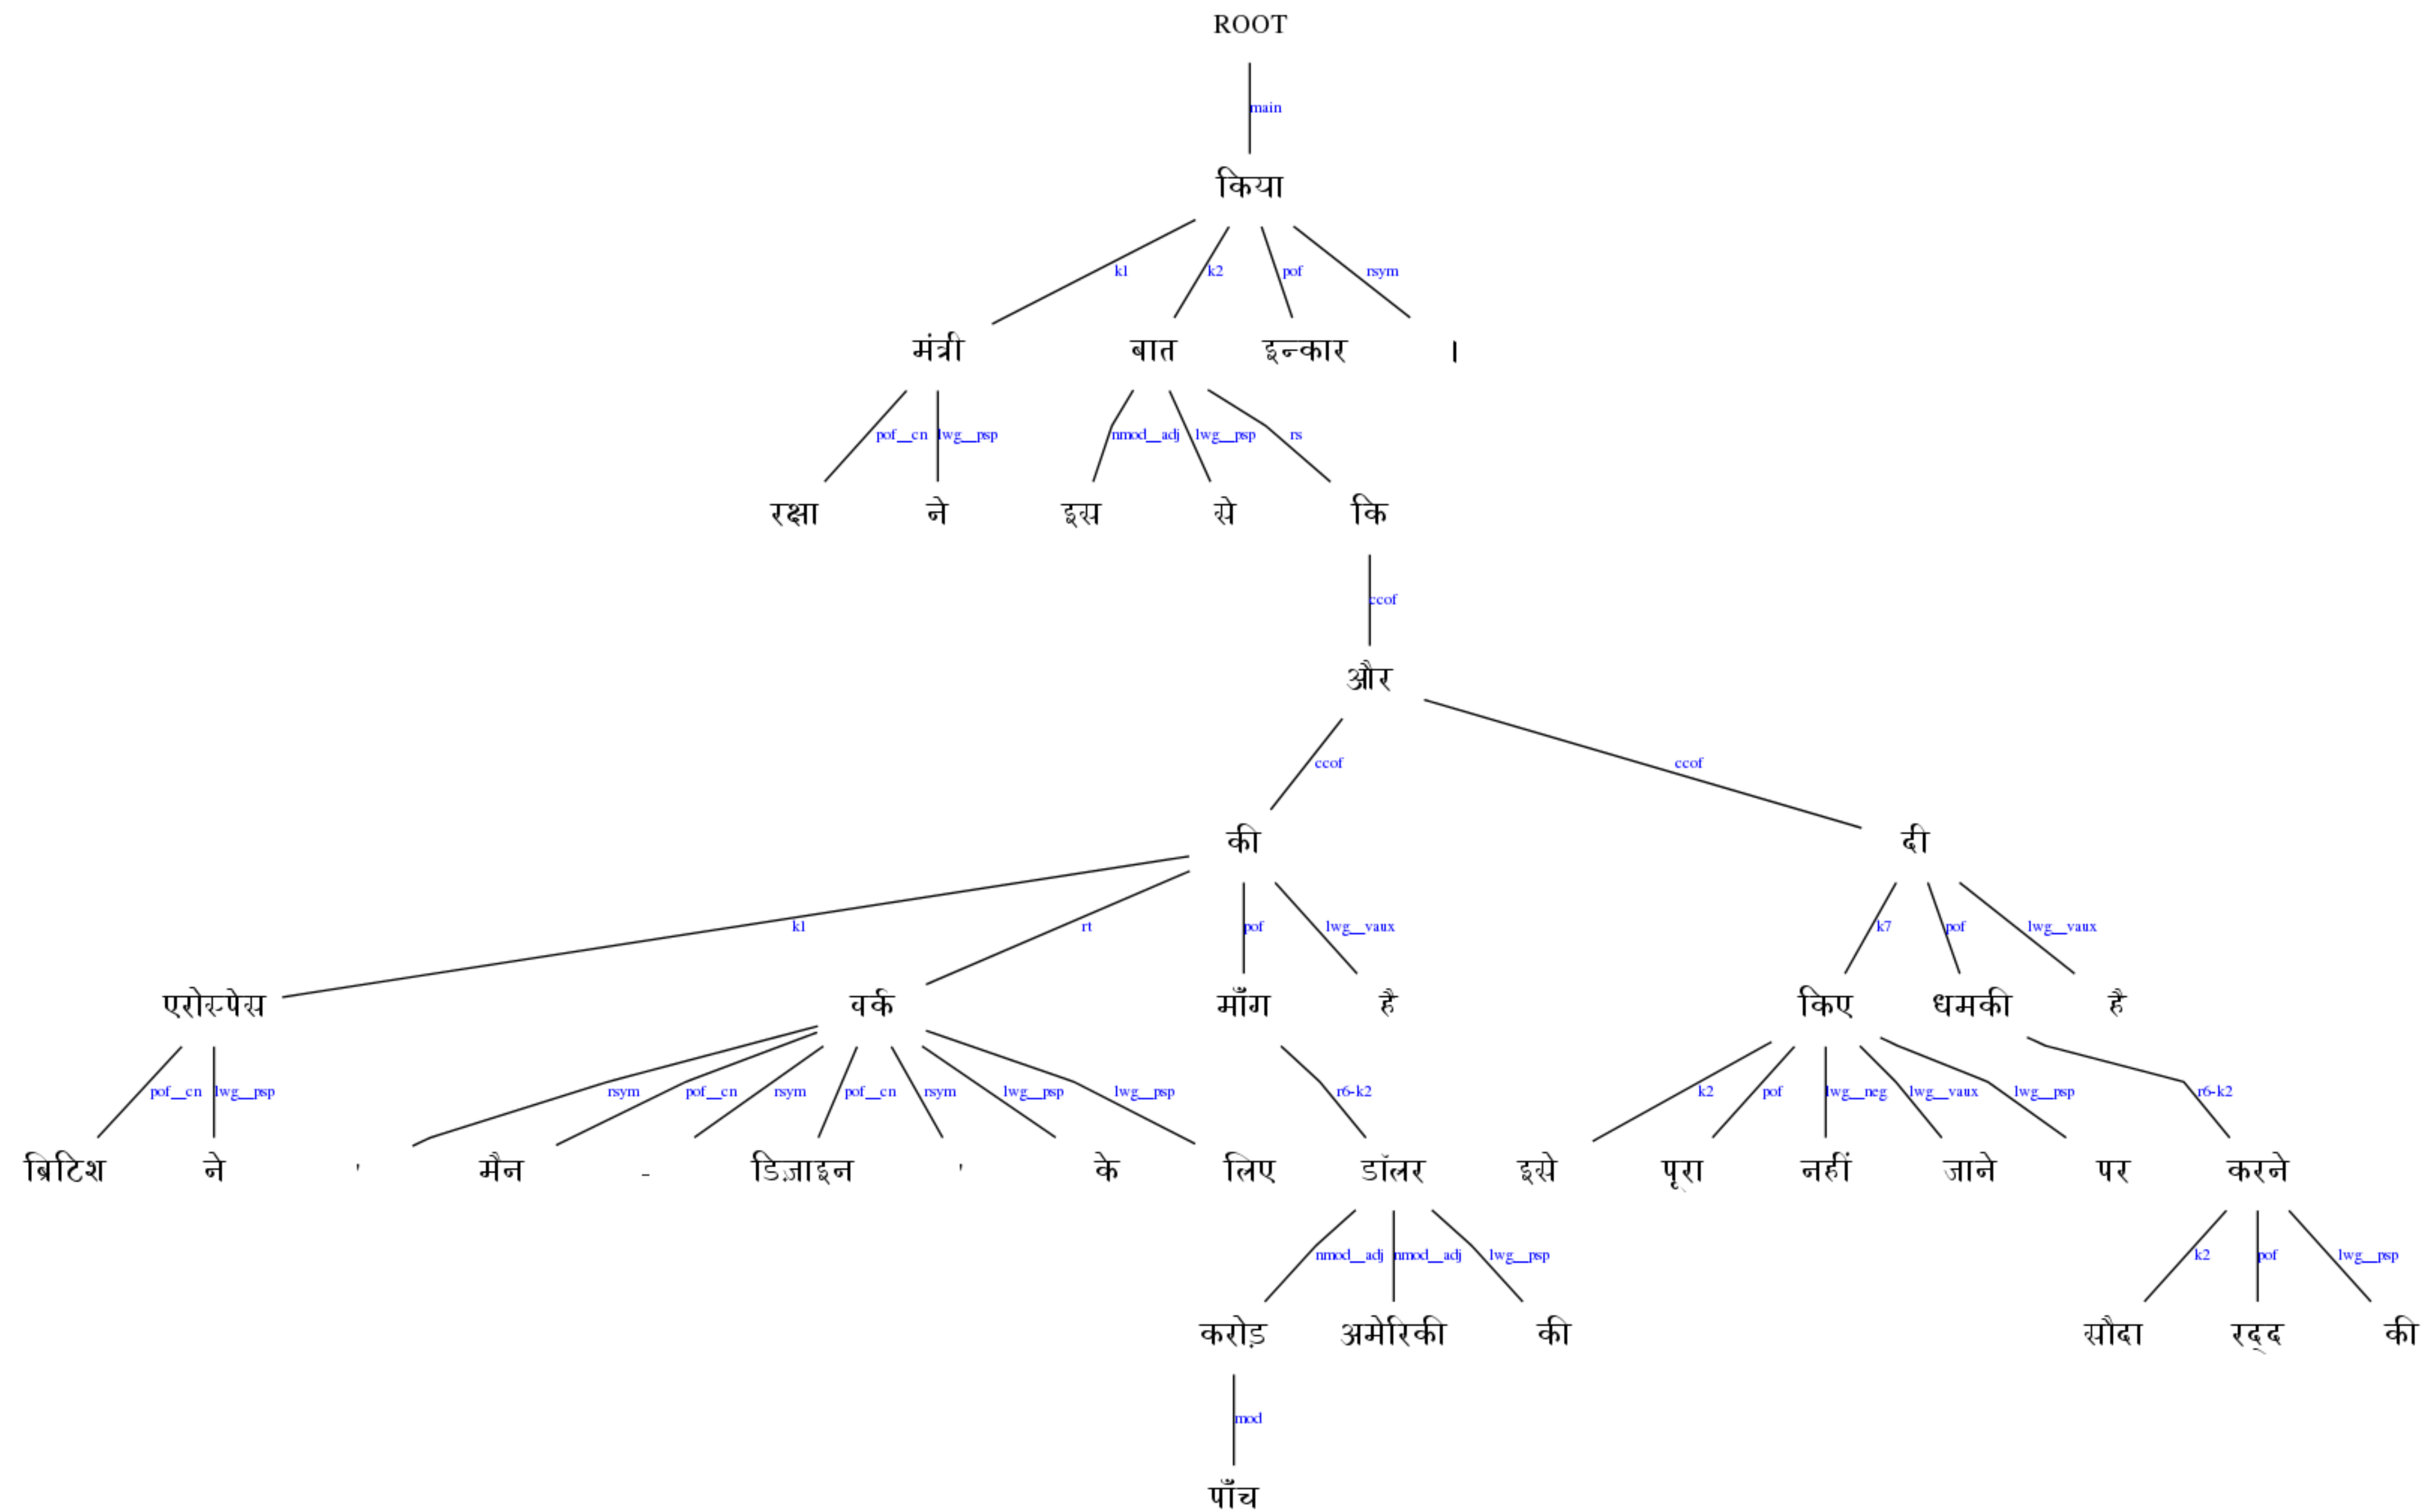 ROOT
main
किया
k1 k2 pof rsym
मंत्री बात इन्कार ।
pof__cn lwg__psp nmod__adj lwg__psp rs
रक्षा ने इस से कि
ccof
और
ccof ccof
की दी
k1 rt pof lwg__vaux k7 pof lwg__vaux
एरोस्पेस वर्क माँग है किए धमकी है
pof__cn lwg__psp rsym pof__cn rsym pof__cn rsym lwg__psp lwg__psp r6-k2 k2 pof lwg__neg lwg__vaux lwg__psp r6-k2
ब्रिटिश ने ' मैन - डिज़ाइन ' के लिए डॉलर इसे पूरा नहीं जाने पर करने
nmod__adj nmod__adj lwg__psp k2 pof lwg__psp
करोड़ अमेरिकी की सौदा रद्द की
mod
पाँच